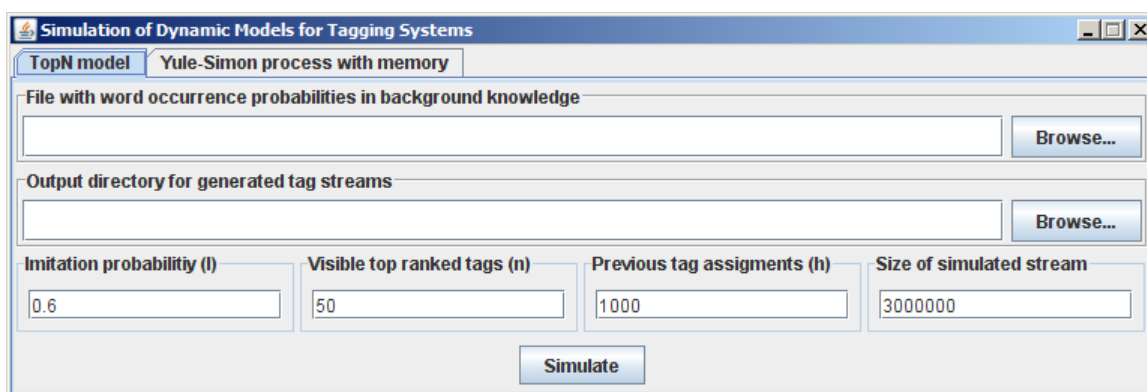 Simulation of Dynamic Models for Tagging Systems
TopN model Yule-Simon process with memory
File with word occurrence probabilities in background knowledge
Browse...
Output directory for generated tag streams
Browse...
Imitation probabilitiy (I) Visible top ranked tags (n) Previous tag assigments (h) Size of simulated stream
0.6 50 1000 3000000
Simulate